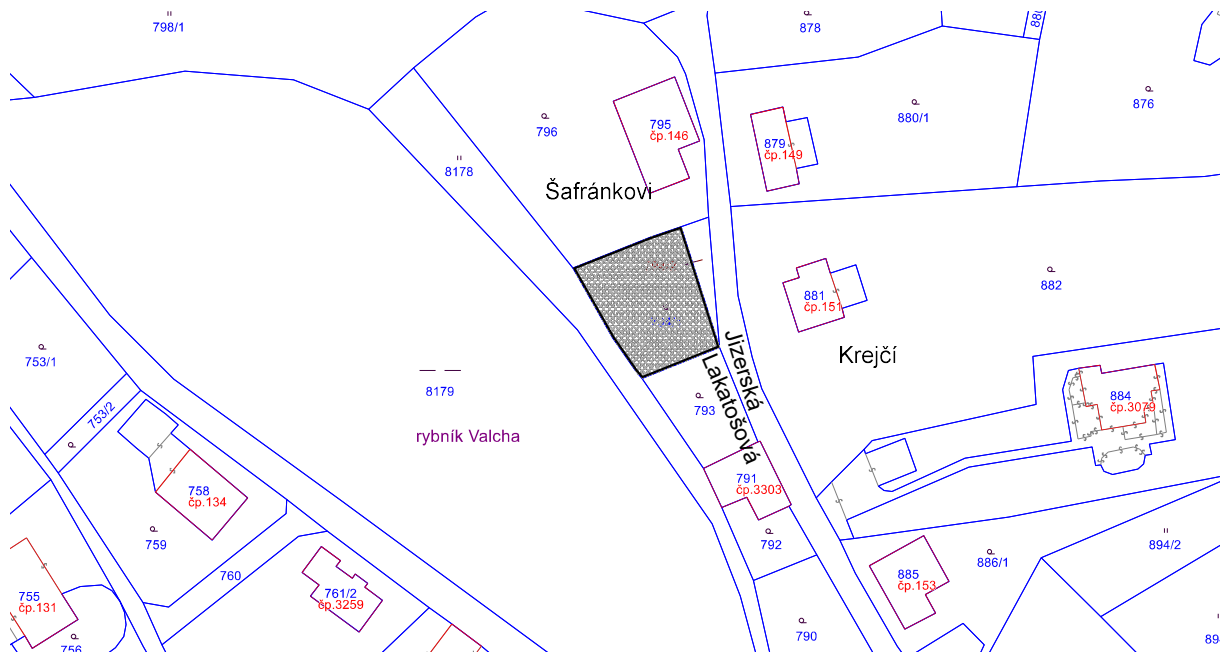 798/1
878
876
880/1
795
čp.146
796
879
čp.149
8178
Šafránkovi
882
881
čp.151
753/1
Jizerská
Krejčí
Lakatošová
8179
753/2
793
884
čp.3079
rybník Valcha
791
čp.3303
758
čp.134
759
792
894/2
886/1
885
čp.153
760
761/2
čp.3259
755
čp.131
790
756